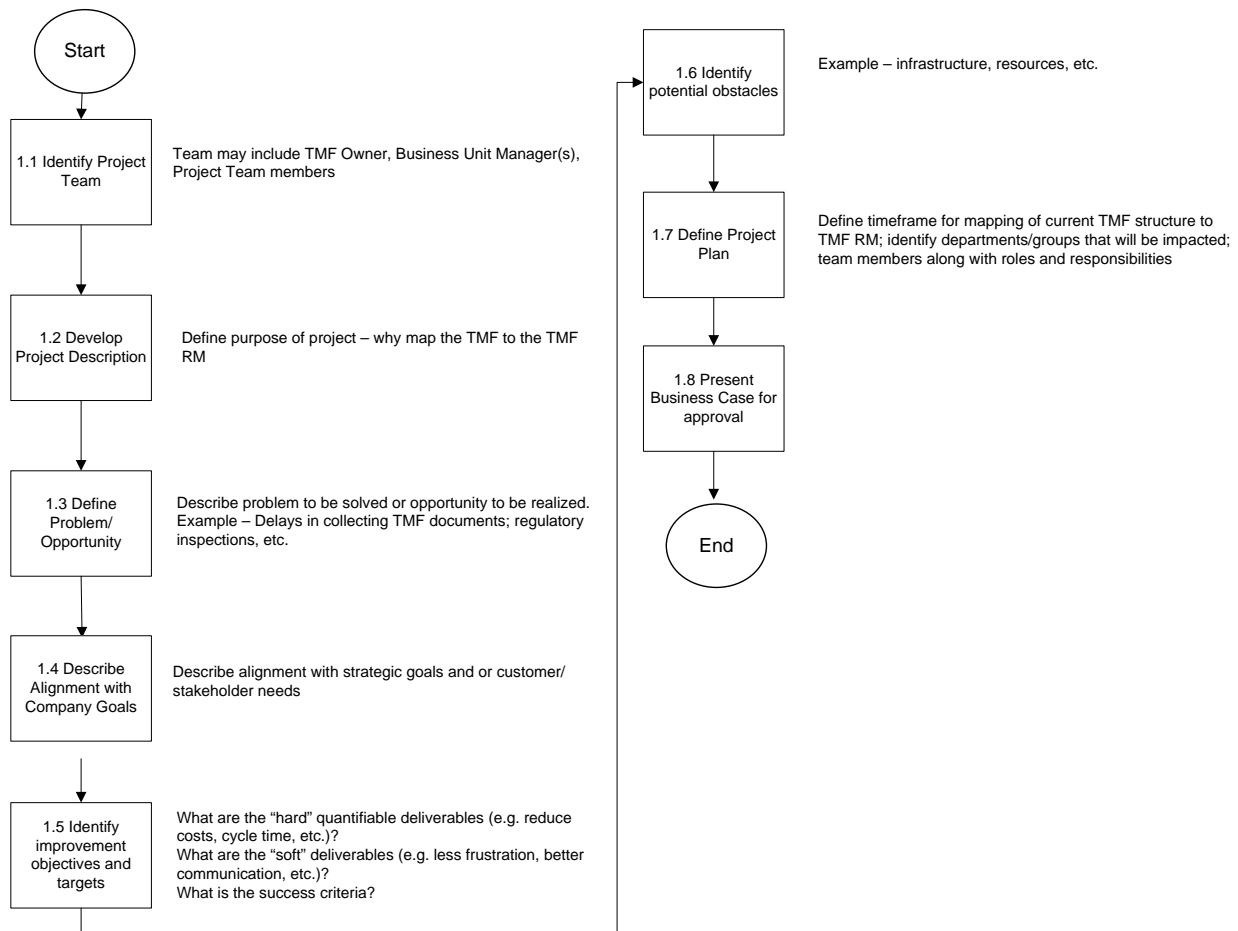 Start
1.1 Identify Project
Team
Team may include TMF Owner, Business Unit Manager(s),
Project Team members
1.2 Develop
Project Description
Define purpose of project – why map the TMF to the TMF
RM
1.3 Define
Problem/
Opportunity
Describe problem to be solved or opportunity to be realized.
Example – Delays in collecting TMF documents; regulatory
inspections, etc.
1.4 Describe
Alignment with
Company Goals
Describe alignment with strategic goals and or customer/
stakeholder needs
1.5 Identify
improvement
objectives and
targets
What are the “hard” quantifiable deliverables (e.g. reduce
costs, cycle time, etc.)?
What are the “soft” deliverables (e.g. less frustration, better
communication, etc.)?
What is the success criteria?
1.6 Identify
potential obstacles
Example – infrastructure, resources, etc.
1.7 Define Project
Plan
Define timeframe for mapping of current TMF structure to
TMF RM; identify departments/groups that will be impacted;
team members along with roles and responsibilities
1.8 Present
Business Case for
approval
End